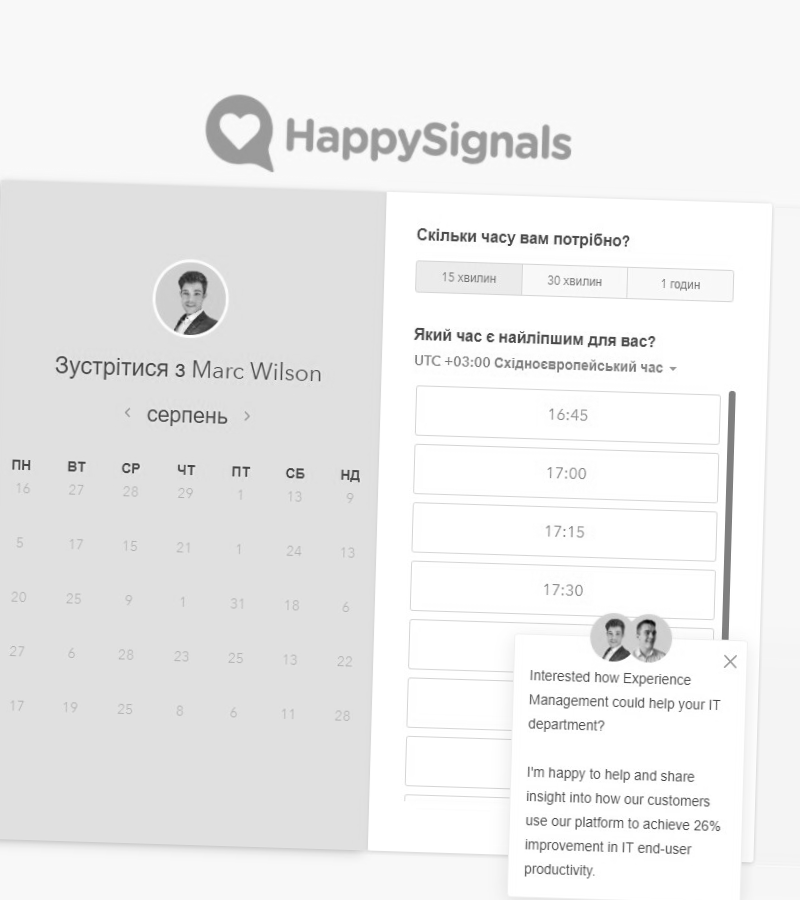 HappySignals
Зустрітися з Marc Wilson
серпень
ПН ВТ СР ЧТ ПТ СБ НД
16 27 28 29 1 13 9
5 17 15 21 1 24 13
20 25 9 1 31 18 6
27 6 28 23 25 13 22
17 19 25 8 6 11 28
Скільки часу вам потрібно?
15 хвилин 30 хвилин 1 годин
Який час є найліпшим для вас?
UTC +03:00 Східноєвропейський час
16:45
17:00
17:15
17:30
Interested how Experience
Management could help your IT
department?
I'm happy to help and share
insight into how our customers
use our platform to achieve 26%
improvement in IT end-user
productivity.